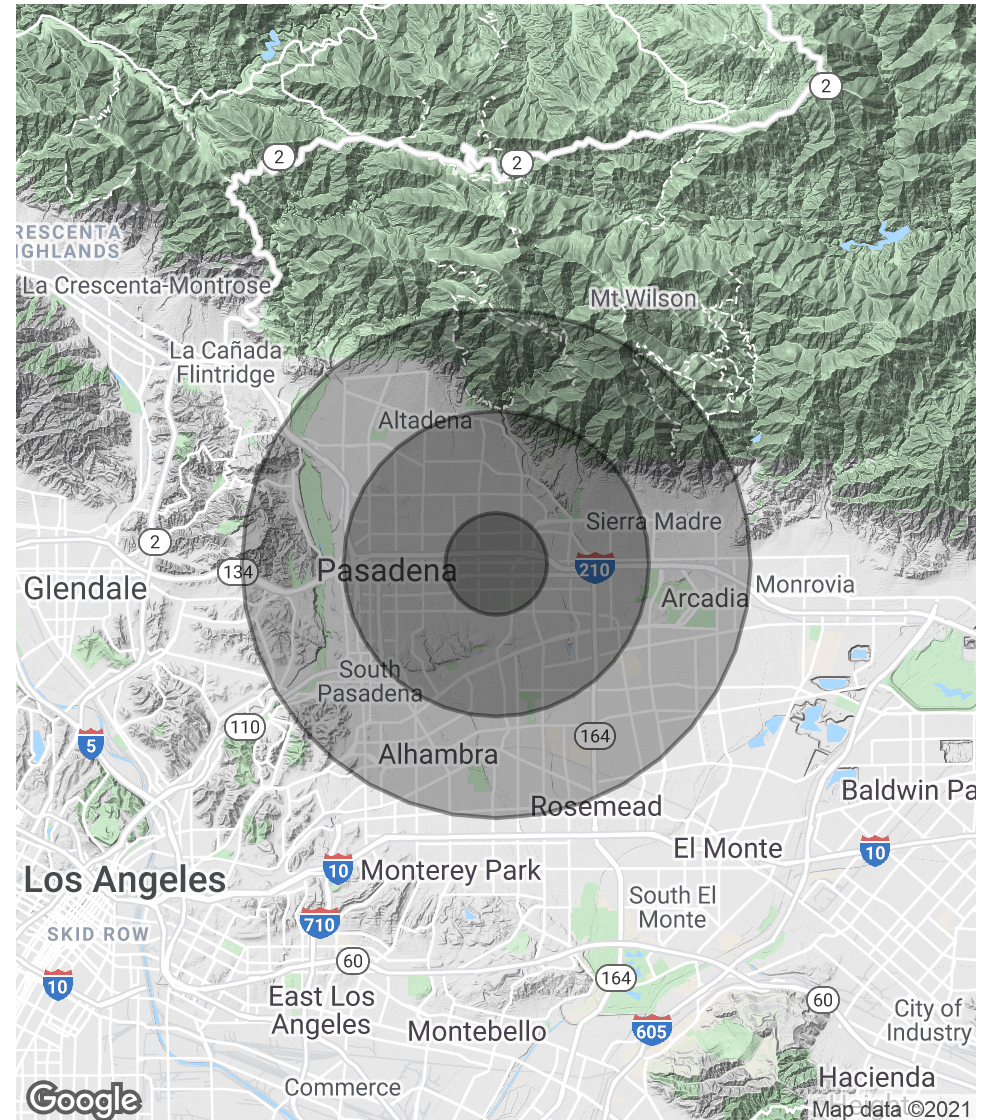 2
2
2
RESCENTA
IGHLANDS
La Crescenta-Montrose
Mt Wilson
La Cañada
Flintridge
Altadena
Sierra Madre
2
134
Pasadena
210
Glendale
Arcadia
Monrovia
South
Pasadena
110
164
5
Alhambra
Baldwin Pa
Rosemead
El Monte
10
10
Monterey Park
Los Angeles
South El
Monte
710
SKID ROW
60
164
10
East Los
Angeles
60
City of
Industry
Montebello
605
Hacienda
Commerce
Google
Heights
Map data ©2021